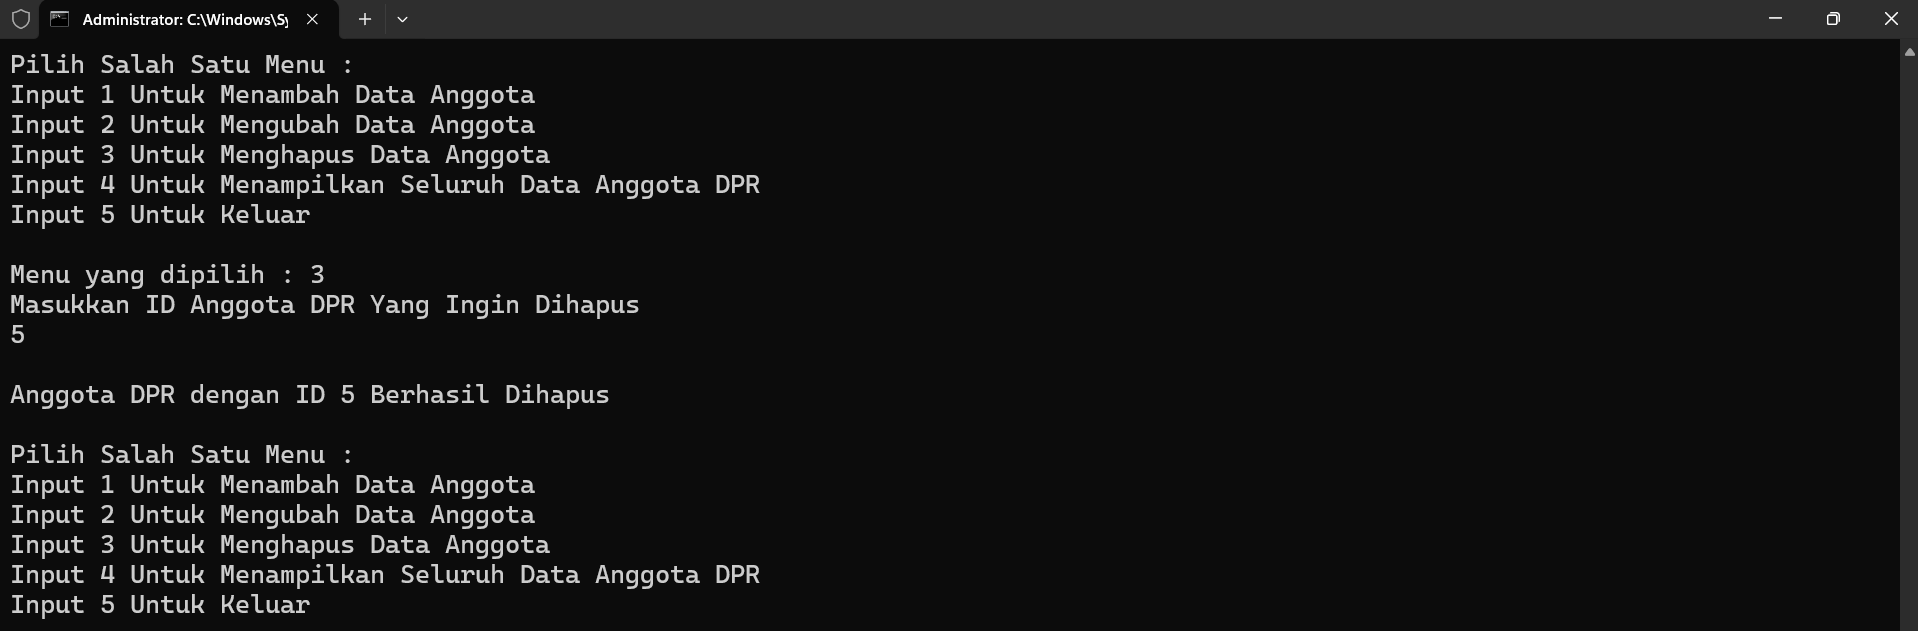 Administrator: C:\Windows\Sy
Pilih Salah Satu Menu :
Input 1 Untuk Menambah Data Anggota
Input 2 Untuk Mengubah Data Anggota
Input 3 Untuk Menghapus Data Anggota
Input 4 Untuk Menampilkan Seluruh Data Anggota DPR
Input 5 Untuk Keluar
Menu yang dipilih : 3
Masukkan ID Anggota DPR Yang Ingin Dihapus
5
Anggota DPR dengan ID 5 Berhasil Dihapus
Pilih Salah Satu Menu :
Input 1 Untuk Menambah Data Anggota
Input 2 Untuk Mengubah Data Anggota
Input 3 Untuk Menghapus Data Anggota
Input 4 Untuk Menampilkan Seluruh Data Anggota DPR
Input 5 Untuk Keluar